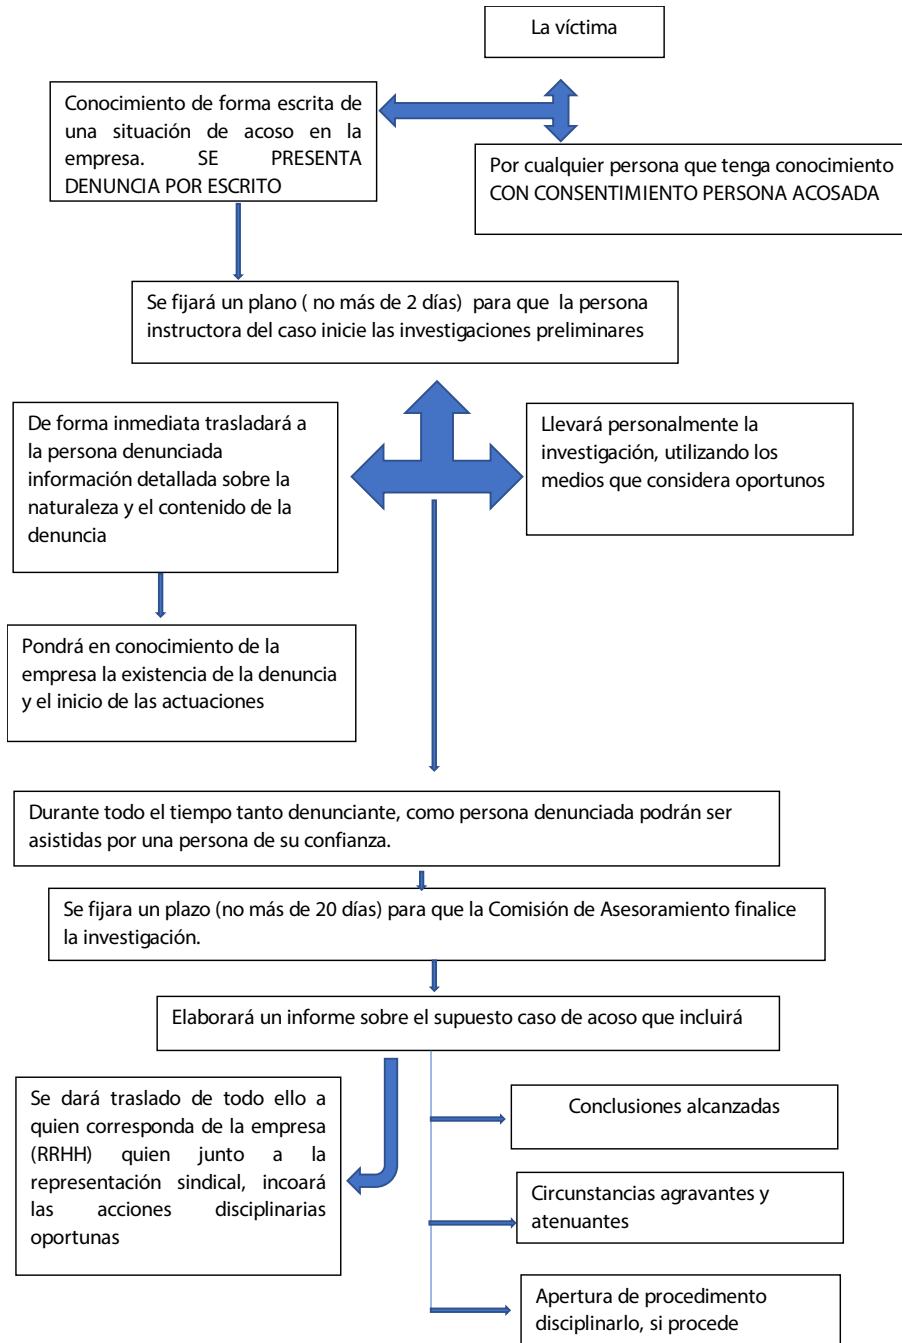 La víctima
Conocimiento de forma escrita de
una situación de acoso en la
empresa. SE PRESENTA
DENUNCIA POR ESCRITO
Por cualquier persona que tenga conocimiento
CON CONSENTIMIENTO PERSONA ACOSADA
Se fijará un plano ( no más de 2 días) para que la persona
instructora del caso inicie las investigaciones preliminares
De forma inmediata trasladará a
la persona denunciada
información detallada sobre la
naturaleza y el contenido de la
denuncia
Llevará personalmente la
investigación, utilizando los
medios que considera oportunos
Pondrá en conocimiento de la
empresa la existencia de la denuncia
y el inicio de las actuaciones
Durante todo el tiempo tanto denunciante, como persona denunciada podrán ser
asistidas por una persona de su confianza.
Se fijara un plazo (no más de 20 días) para que la Comisión de Asesoramiento finalice
la investigación.
Elaborará un informe sobre el supuesto caso de acoso que incluirá
Se dará traslado de todo ello a
quien corresponda de la empresa
(RRHH) quien junto a la
representación sindical, incoará
las acciones disciplinarias
oportunas
Conclusiones alcanzadas
Circunstancias agravantes y
atenuantes
Apertura de procedimento
disciplinarlo, si procede